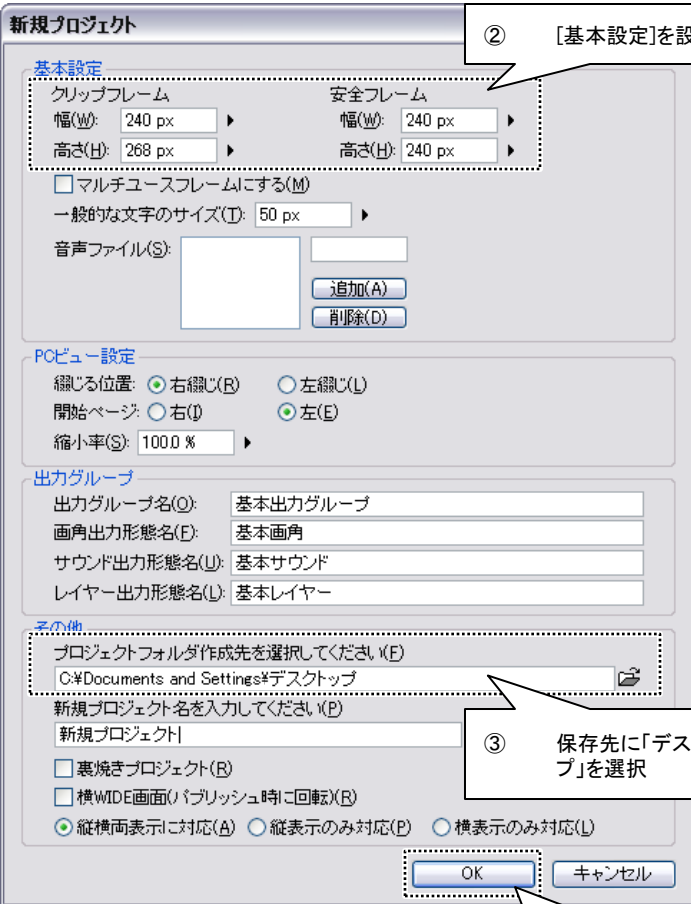 新規プロジェクト
② [基本設定]を設
基本設定
クリップフレーム 安全フレーム
幅(W): 240 px 幅(W): 240 px
高さ(H): 268 px 高さ(H): 240 px
マルチユースフレームにする(M)
一般的な文字のサイズ(T): 50 px
音声ファイル(S):
追加(A)
削除(D)
PCビュー設定
綴じる位置: 右綴じ(R) 左綴じ(L)
開始ページ: 右(I) 左(E)
縮小率(S): 100.0 %
出力グループ
出力グループ名(O): 基本出力グループ
画角出力形態名(F): 基本画角
サウンド出力形態名(U): 基本サウンド
レイヤー出力形態名(L): 基本レイヤー
その他
プロジェクトフォルダ作成先を選択してください(F)
C:¥Documents and Settings¥デスクトップ
新規プロジェクト名を入力してください(P)
新規プロジェクト
③ 保存先に「デス
プ」を選択
裏焼きプロジェクト(R)
横WIDE画面(パブリッシュ時に回転)(R)
縦横両表示に対応(A) 縦表示のみ対応(P) 横表示のみ対応(L)
OK キャンセル